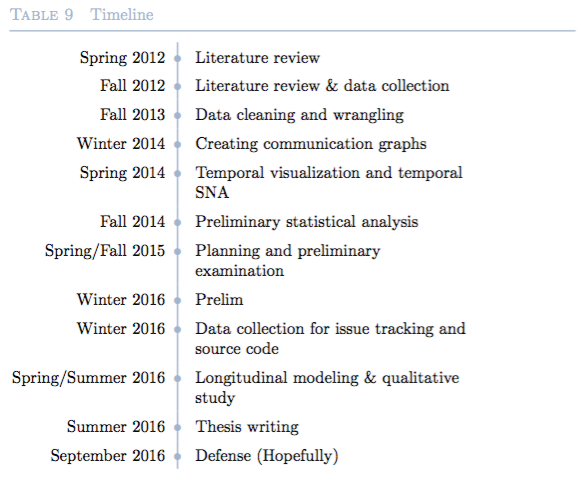 TABLE 9 Timeline
Spring 2012 Literature review
Fall 2012 Literature review & data collection
Fall 2013 Data cleaning and wrangling
Winter 2014 Creating communication graphs
Spring 2014 Temporal visualization and temporal
SNA
Fall 2014 Preliminary statistical analysis
Spring/Fall 2015 Planning and preliminary
examination
Winter 2016 Prelim
Winter 2016 Data collection for issue tracking and
source code
Spring/Summer 2016 Longitudinal modeling & qualitative
study
Summer 2016 Thesis writing
September 2016 Defense (Hopefully)